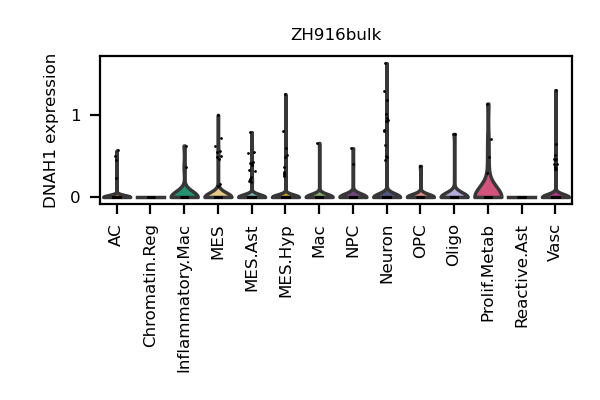 ZH916bulk
DNAH1 expression
1
0
AC
Chromatin.Reg
Inflammatory.Mac
MES
MES.Ast
MES.Hyp
Mac
NPC
Neuron
OPC
Oligo
Prolif.Metab
Reactive.Ast
Vasc